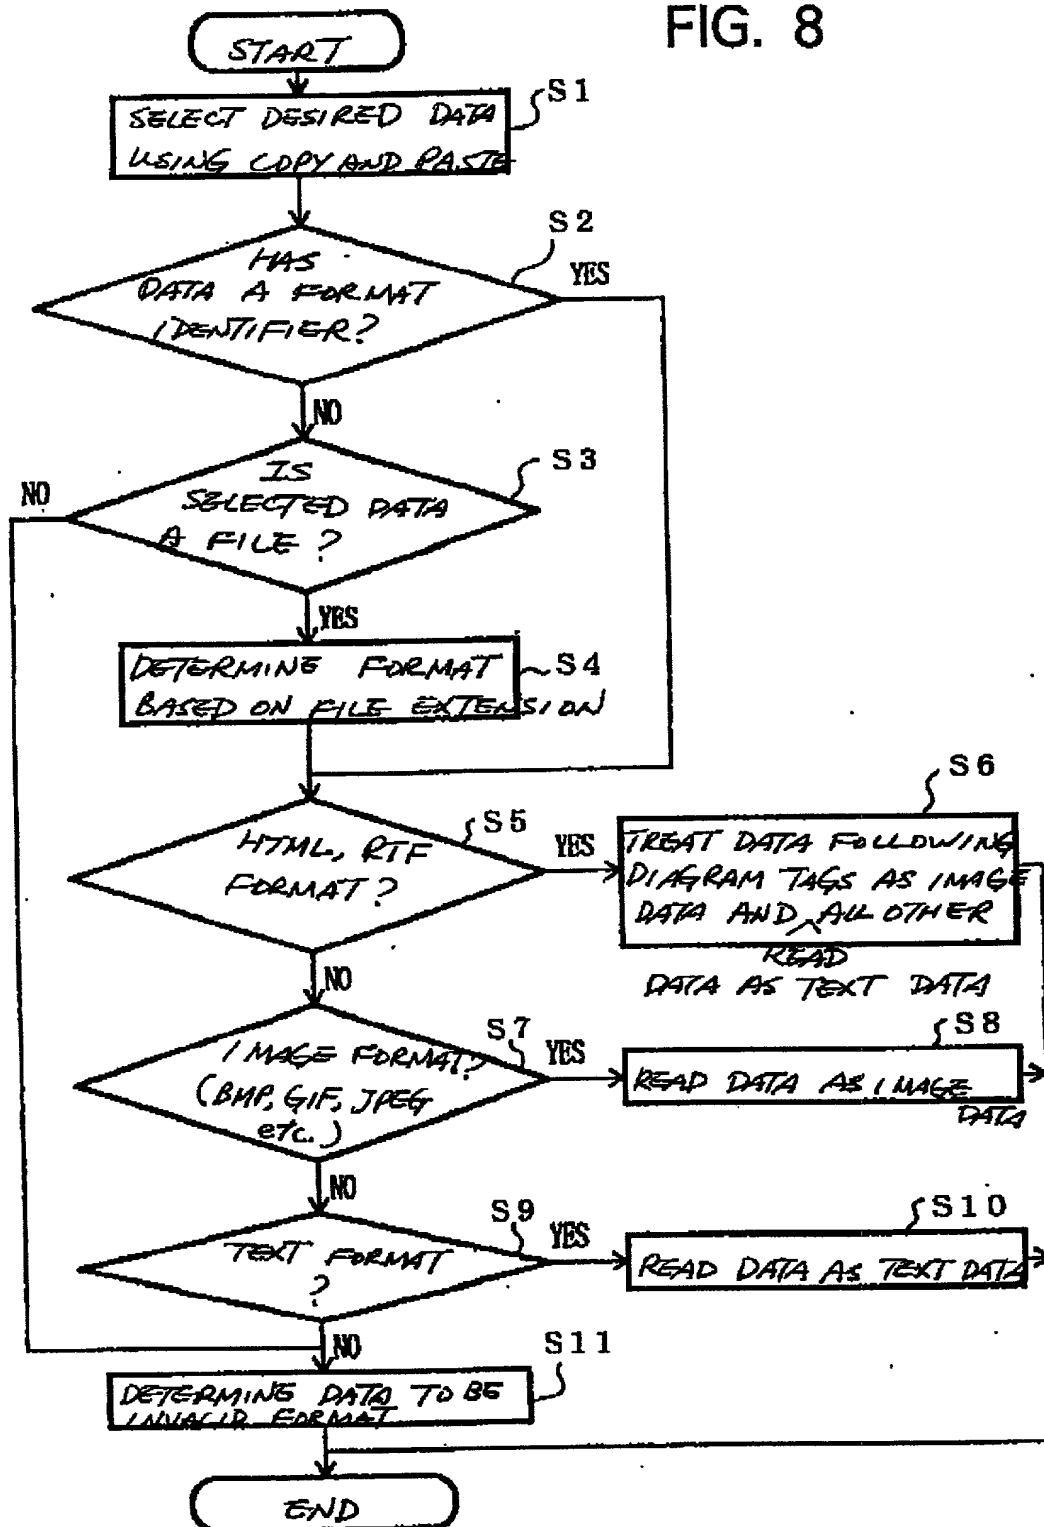 FIG. 8
START
S1
SELECT DESIRED DATA
USING COPY AND PASTE
S2
HAS
DATA A FORMAT
IDENTIFIER?
YES
NO
S3
IS
SELECTED DATA
A FILE?
NO
YES
S4
DETERMINE FORMAT
BASED ON FILE EXTENSION
S5
HTML, RTF
FORMAT?
YES
S6
TREAT DATA FOLLOWING
DIAGRAM TAGS AS IMAGE
DATA AND ALL OTHER
READ
DATA AS TEXT DATA
NO
S7
IMAGE FORMAT?
(BMP, GIF, JPEG
etc.)
YES
S8
READ DATA AS IMAGE
DATA
NO
S9
TEXT FORMAT
?
YES
S10
READ DATA AS TEXT DATA
NO
S11
DETERMINE DATA TO BE
INVALID FORMAT
END